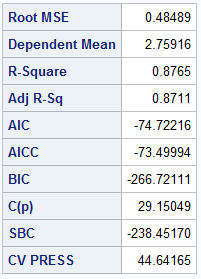 Root MSE 0.48489
Dependent Mean 2.75916
R-Square 0.8765
Adj R-Sq 0.8711
AIC -74.72216
AICC -73.49994
BIC -266.72111
C(p) 29.15049
SBC -238.45170
CV PRESS 44.64165